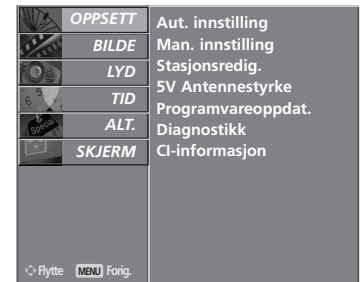 OPPSETT
BILDE
LYD
TID
ALT.
SKJERM
Aut. innstilling
Man. innstilling
Stasjonsredig.
5V Antennestyrke
Programvareoppdat.
Diagnostikk
CI-informasjon
Flytte MENU Forig.